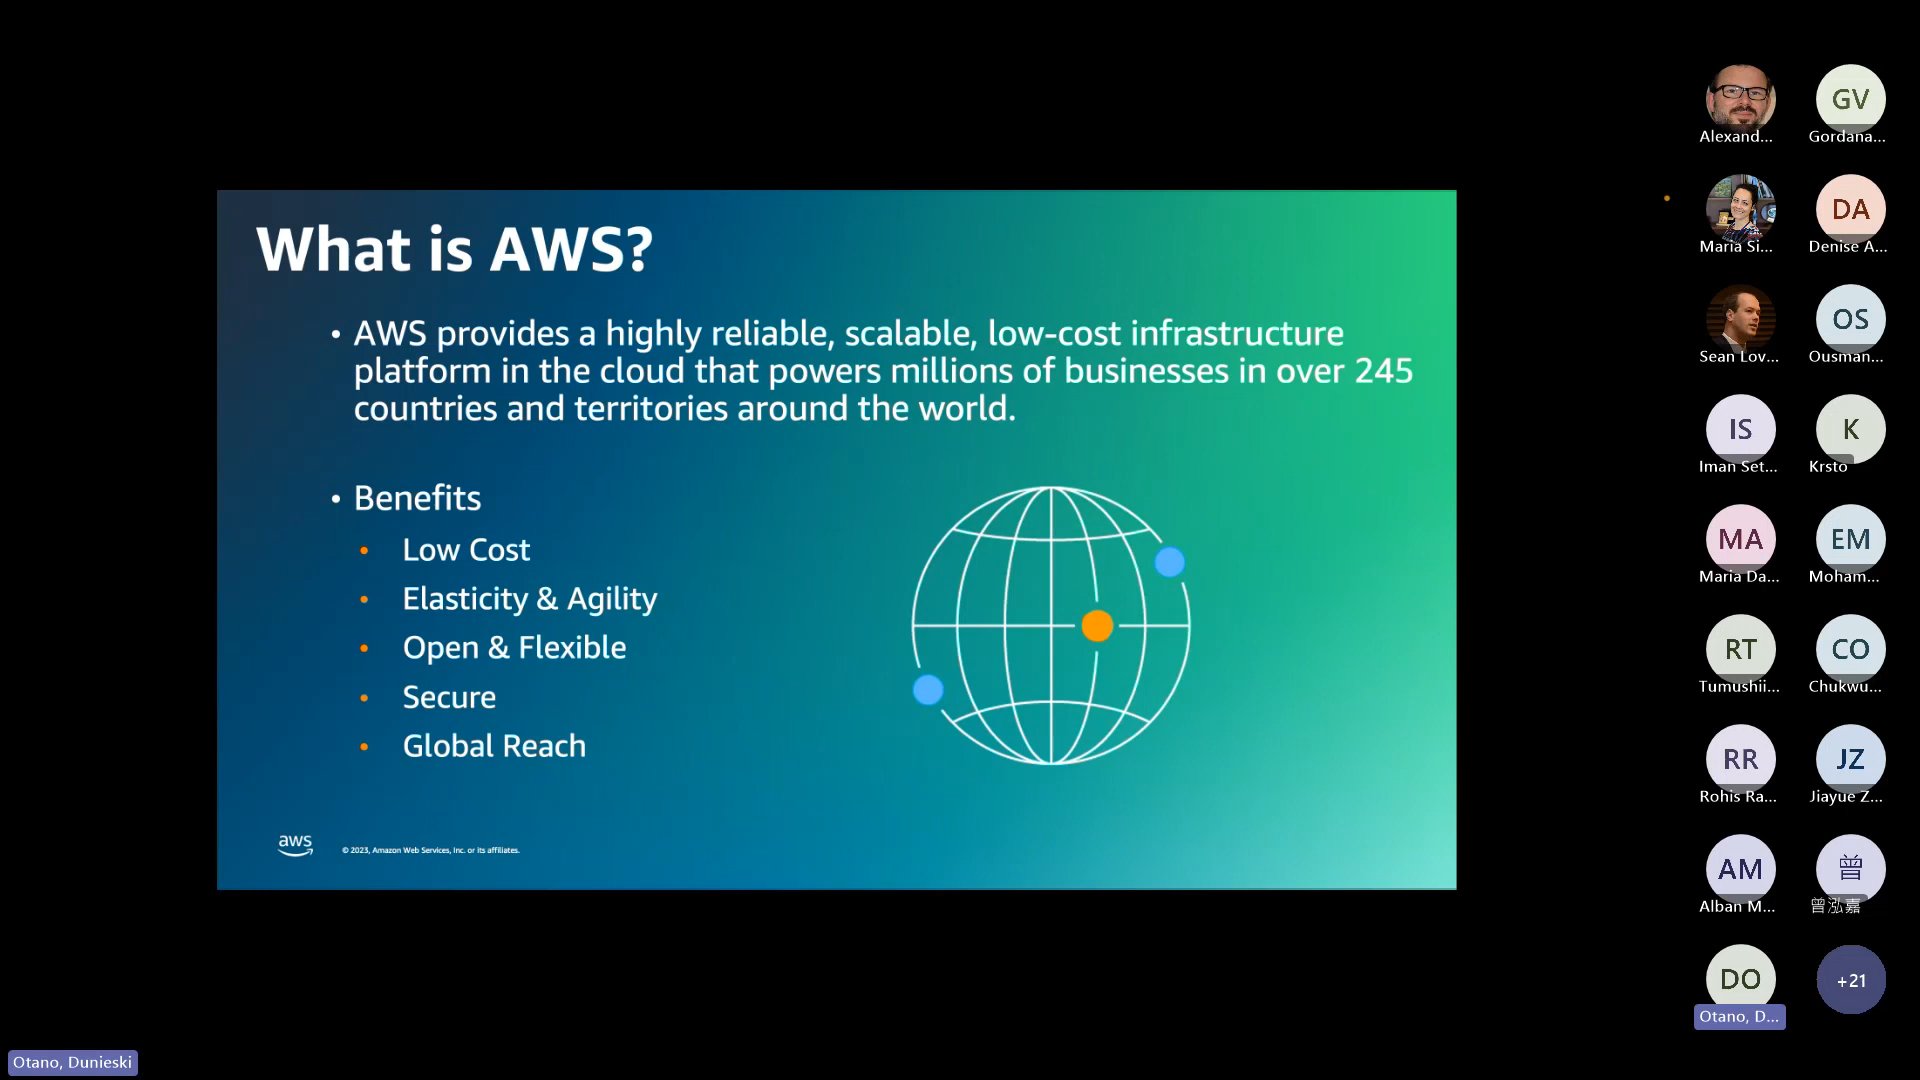 What is AWS?
• AWS provides a highly reliable, scalable, low-cost infrastructure
platform in the cloud that powers millions of businesses in over 245
countries and territories around the world.
• Benefits
• Low Cost
• Elasticity & Agility
• Open & Flexible
• Secure
• Global Reach
aws
© 2023, Amazon Web Services, Inc. or its affiliates.
Alexand...
GV
Gordana...
Maria Si...
DA
Denise A...
Sean Lov...
OS
Ousman...
IS
Iman Set...
K
Krsto
MA
Maria Da...
EM
Moham...
RT
Tumushii...
CO
Chukwu...
RR
Rohis Ra...
JZ
Jiayue Z...
AM
Alban M...
曾
曾泓嘉
DO
Otano, D...
+21
Otano, Dunieski